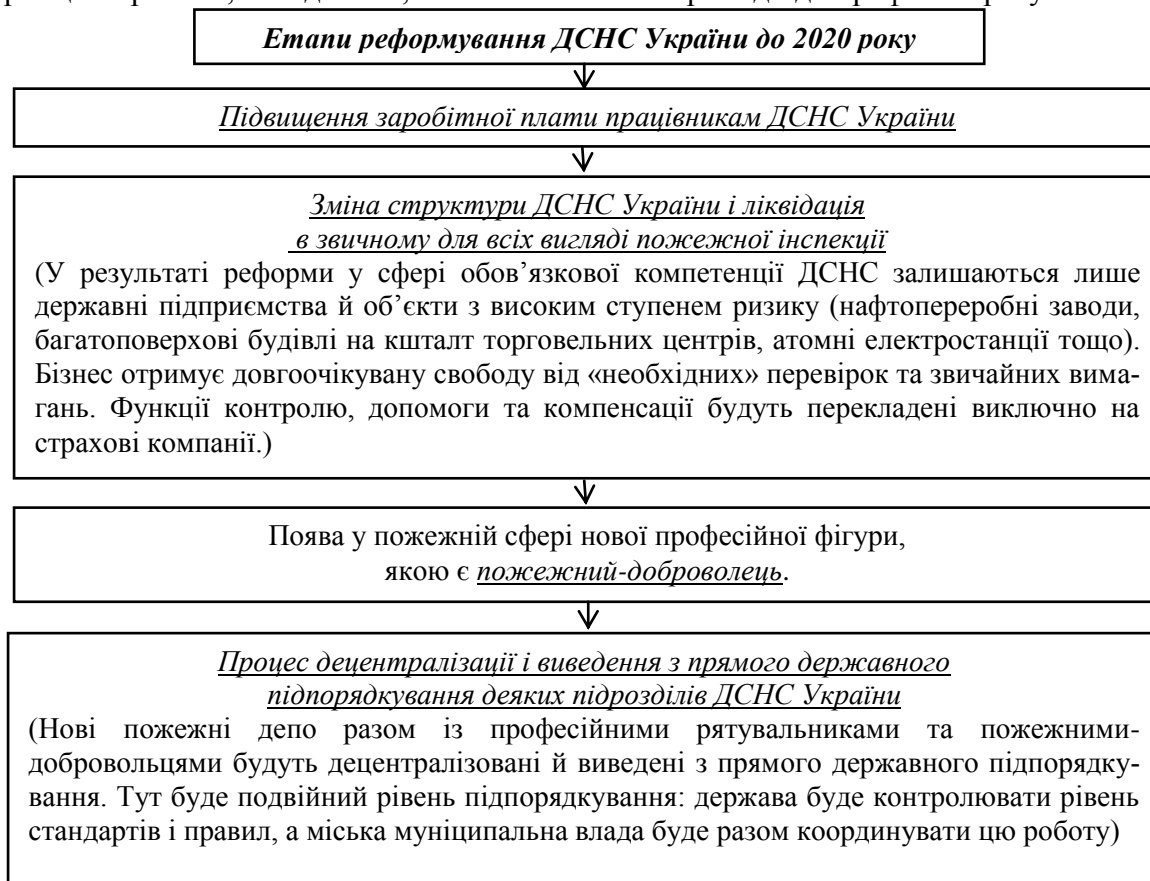 Етапи реформування ДСНС України до 2020 року
Підвищення заробітної плати працівникам ДСНС України
Зміна структури ДСНС України і ліквідація
в звичному для всіх вигляді пожежної інспекції
(У результаті реформи у сфері обов’язкової компетенції ДСНС залишаються лише
державні підприємства й об’єкти з високим ступенем ризику (нафтопереробні заводи,
багатоповерхові будівлі на кшталт торговельних центрів, атомні електростанції тощо).
Бізнес отримує довгоочікувану свободу від «необхідних» перевірок та звичайних вима-
гань. Функції контролю, допомоги та компенсації будуть перекладені виключно на
страхові компанії.)
Поява у пожежній сфері нової професійної фігури,
якою є пожежний-доброволець.
Процес децентралізації і виведення з прямого державного
підпорядкування деяких підрозділів ДСНС України
(Нові пожежні депо разом із професійними рятувальниками та пожежними-
добровольцями будуть децентралізовані й виведені з прямого державного підпорядку-
вання. Тут буде подвійний рівень підпорядкування: держава буде контролювати рівень
стандартів і правил, а міська муніципальна влада буде разом координувати цю роботу)